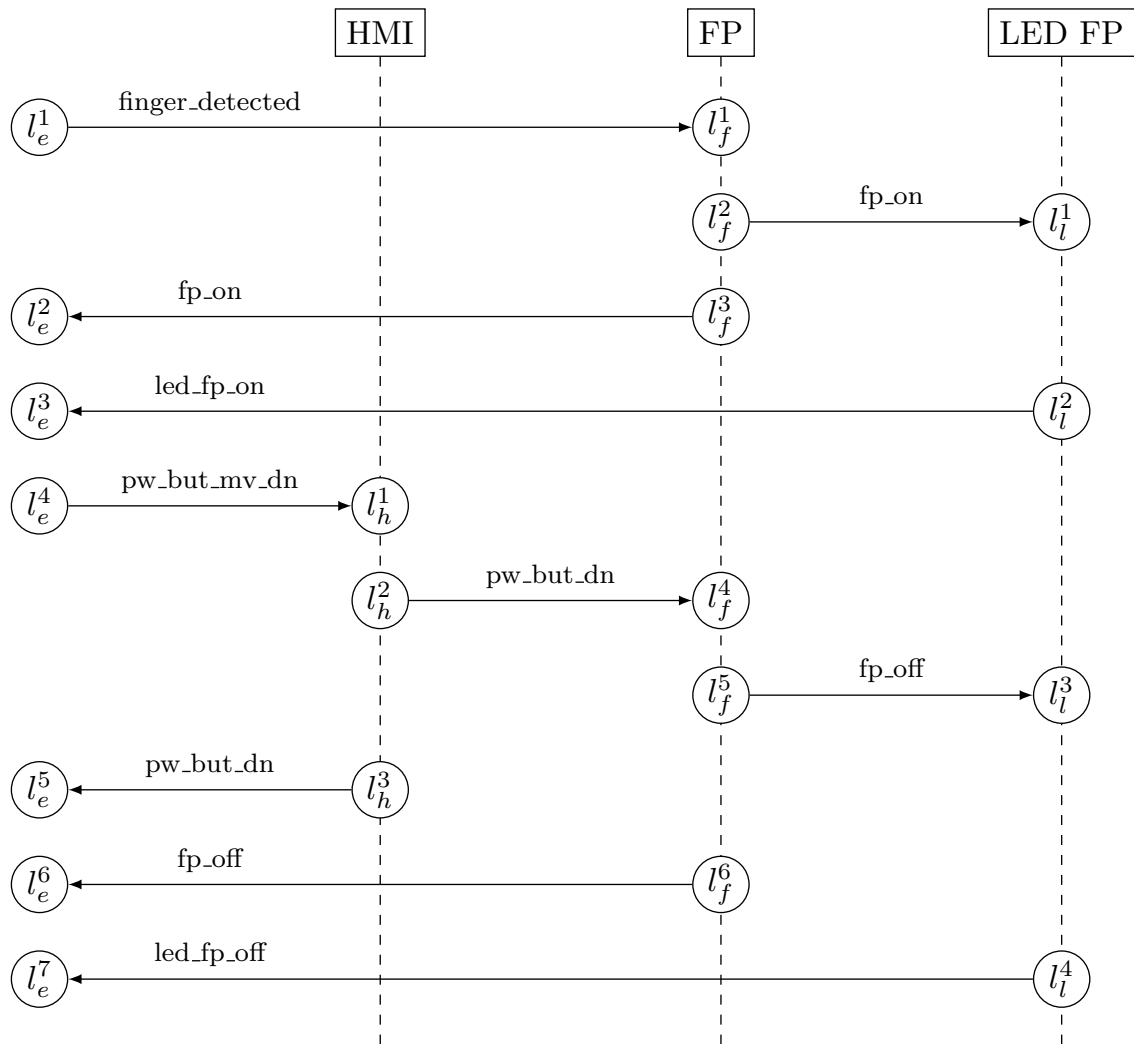 HMI FP LED FP
finger_detected
l_e^1 l_f^1
fp_on
l_f^2 l_l^1
fp_on
l_e^2 l_f^3
led_fp_on
l_e^3 l_l^2
pw_but_mv_dn
l_e^4 l_h^1
pw_but_dn
l_h^2 l_f^4
fp_off
l_f^5 l_l^3
pw_but_dn
l_e^5 l_h^3
fp_off
l_e^6 l_f^6
led_fp_off
l_e^7 l_l^4